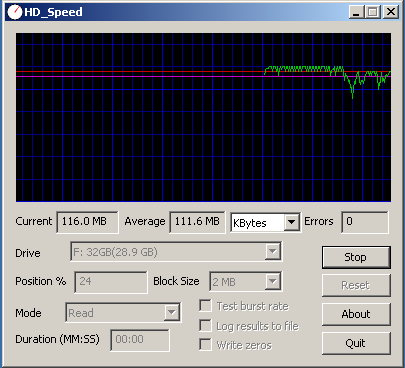 HD_Speed
Current 116.0 MB Average 111.6 MB KBytes Errors 0
Drive F: 32GB(28.9 GB) Stop
Position % 24 Block Size 2 MB Reset
Mode Read Test burst rate About
Log results to file
Duration (MM:SS) 00:00 Write zeros Quit